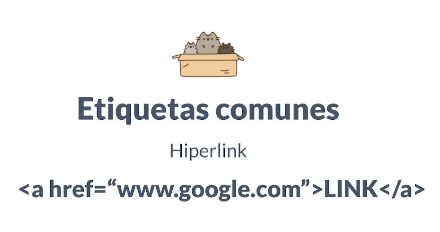 Etiquetas comunes
Hiperlink
<a href=“www.google.com”>LINK</a>